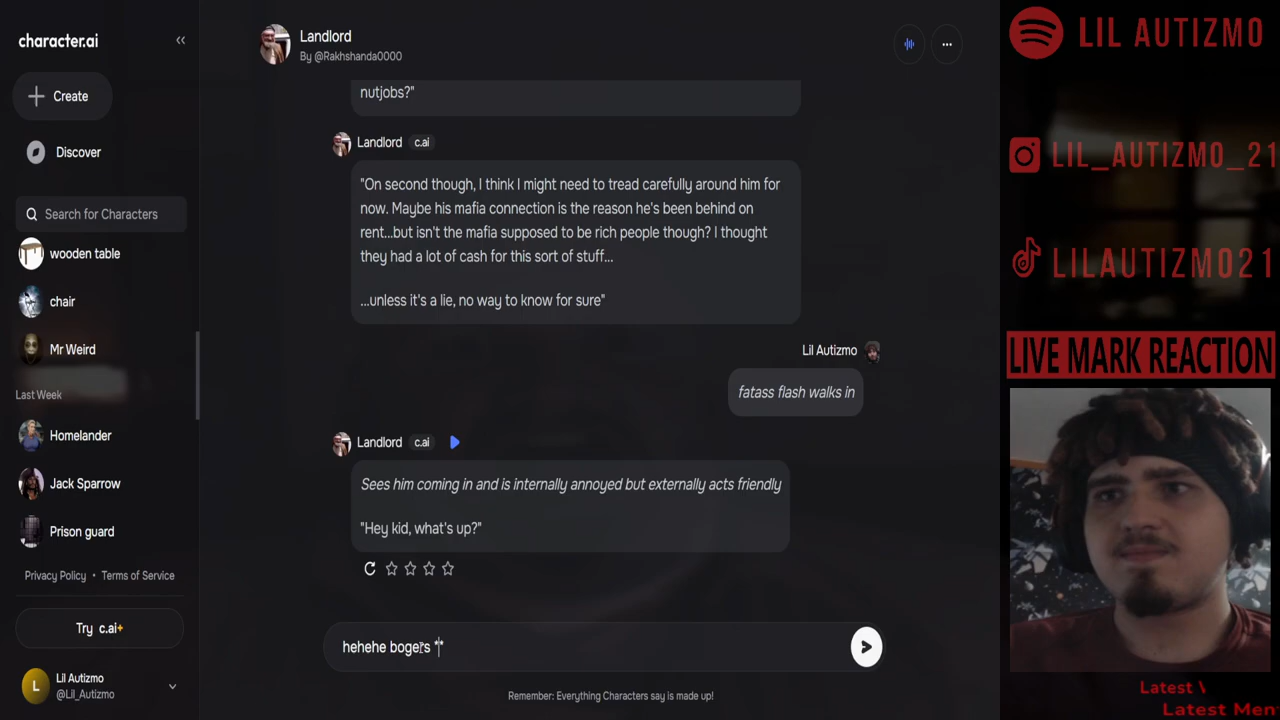 character.ai
Create
Discover
Search for Characters
wooden table
chair
Mr Weird
Last Week
Homelander
Jack Sparrow
Prison guard
Privacy Policy • Terms of Service
Try c.ai+
L
Lil Autizmo
@Lil_Autizmo
Landlord
By @Rakhshanda0000
nutjobs?"
Landlord c.ai
"On second though, I think I might need to tread carefully around him for
now. Maybe his mafia connection is the reason he's been behind on
rent...but isn't the mafia supposed to be rich people though? I thought
they had a lot of cash for this sort of stuff...
...unless it's a lie, no way to know for sure"
Lil Autizmo
fatass flash walks in
Landlord c.ai
Sees him coming in and is internally annoyed but externally acts friendly
"Hey kid, what's up?"
hehehe bogers **
Remember: Everything Characters say is made up!
LIL AUTIZMO
LIL_AUTIZMO_21
LILAUTIZMO21
LIVE MARK REACTION
Latest \
Latest Mem